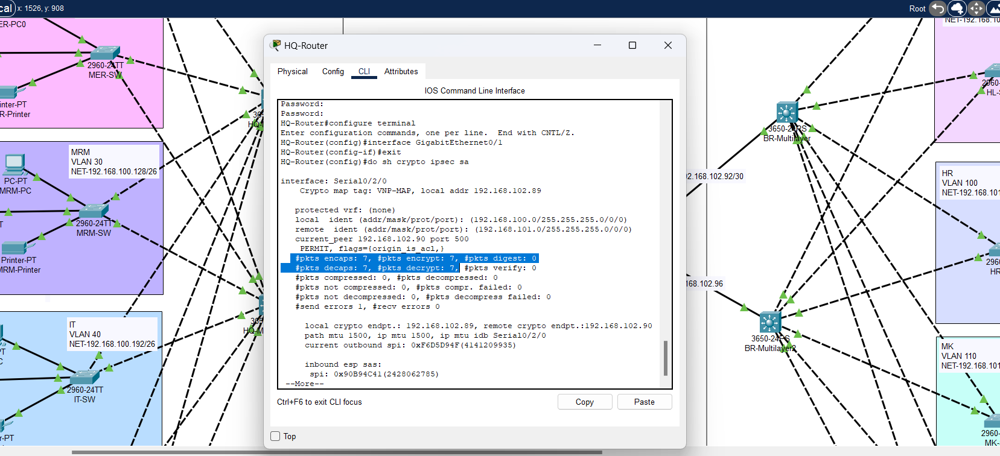 cal x: 1526, y: 908
Root
ER-PC0
2960-24TT
MER-SW
inter-PT
R-Printer
MRM
VLAN 30
NET-192.168.100.128/26
PC-PT
MRM-PC
2960-24TT
MRM-SW
Printer-PT
MRM-Printer
IT
VLAN 40
NET-192.168.100.192/26
2960-24TT
IT-SW
r-PT
HQ-Router
Physical Config CLI Attributes
IOS Command Line Interface
Password:
Password:
HQ-Router#configure terminal
Enter configuration commands, one per line. End with CNTL/Z.
HQ-Router(config)#interface GigabitEthernet0/1
HQ-Router(config-if)#exit
HQ-Router(config)#do sh crypto ipsec sa
interface: Serial0/2/0
Crypto map tag: VNP-MAP, local addr 192.168.102.89
protected vrf: (none)
local ident (addr/mask/prot/port): (192.168.100.0/255.255.255.0/0/0)
remote ident (addr/mask/prot/port): (192.168.101.0/255.255.255.0/0/0)
current_peer 192.168.102.90 port 500
PERMIT, flags={origin_is_acl,}
#pkts encaps: 7, #pkts encrypt: 7, #pkts digest: 0
#pkts decaps: 7, #pkts decrypt: 7, #pkts verify: 0
#pkts compressed: 0, #pkts decompressed: 0
#pkts not compressed: 0, #pkts compr. failed: 0
#pkts not decompressed: 0, #pkts decompress failed: 0
#send errors 1, #recv errors 0
local crypto endpt.: 192.168.102.89, remote crypto endpt.:192.168.102.90
path mtu 1500, ip mtu 1500, ip mtu idb Serial0/2/0
current outbound spi: 0xF6D5D94F(4141209935)
inbound esp sas:
spi: 0x90B94C41(2428062785)
--More--
Ctrl+F6 to exit CLI focus
Copy Paste
Top
2.168.102.92/30
168.102.96
3650-24PS
BR-Multilayer
3650-24PS
BR-Multilayer2
NET-192.168.10
2960-
HL-S
HR
VLAN 100
NET-192.168.101
2960
HR
MK
VLAN 110
NET-192.168.101
2960-
MK-